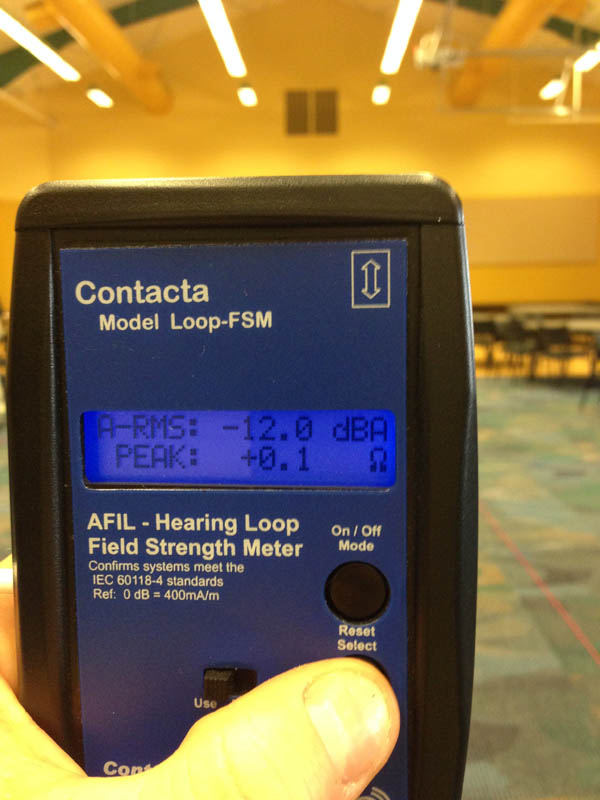 Contacta
Model Loop-FSM
A-RMS: -12.0 dBA
PEAK: +0.1 Ω
AFIL - Hearing Loop
Field Strength Meter
Confirms systems meet the
IEC 60118-4 standards
Ref: 0 dB = 400mA/m
On / Off
Mode
Reset
Select
Use